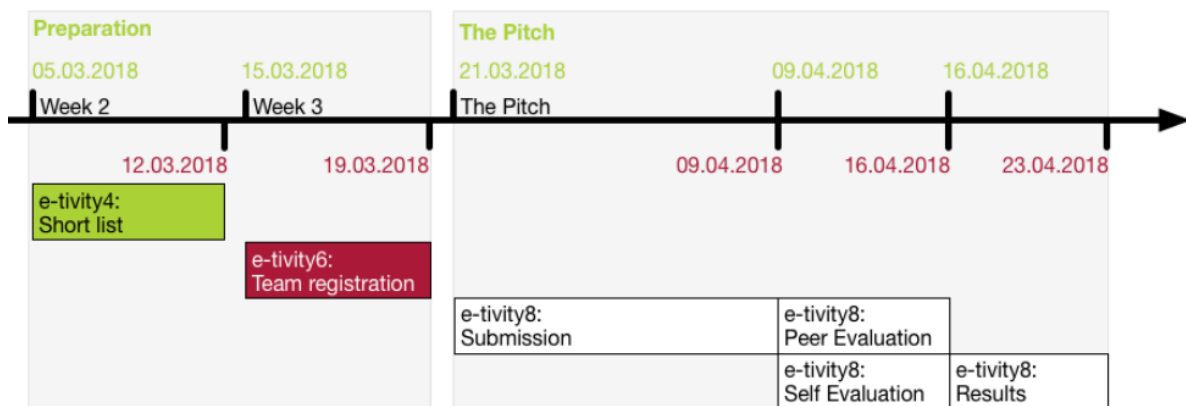 Preparation
The Pitch
05.03.2018
15.03.2018
21.03.2018
09.04.2018
16.04.2018
Week 2
Week 3
The Pitch
12.03.2018
19.03.2018
09.04.2018
16.04.2018
23.04.2018
e-tivity4:
Short list
e-tivity6:
Team registration
e-tivity8:
Submission
e-tivity8:
Peer Evaluation
e-tivity8:
Self Evaluation
e-tivity8:
Results